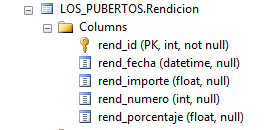 LOS_PUBERTOS.Rendicion
Columns
rend_id (PK, int, not null)
rend_fecha (datetime, null)
rend_importe (float, null)
rend_numero (int, null)
rend_porcentaje (float, null)